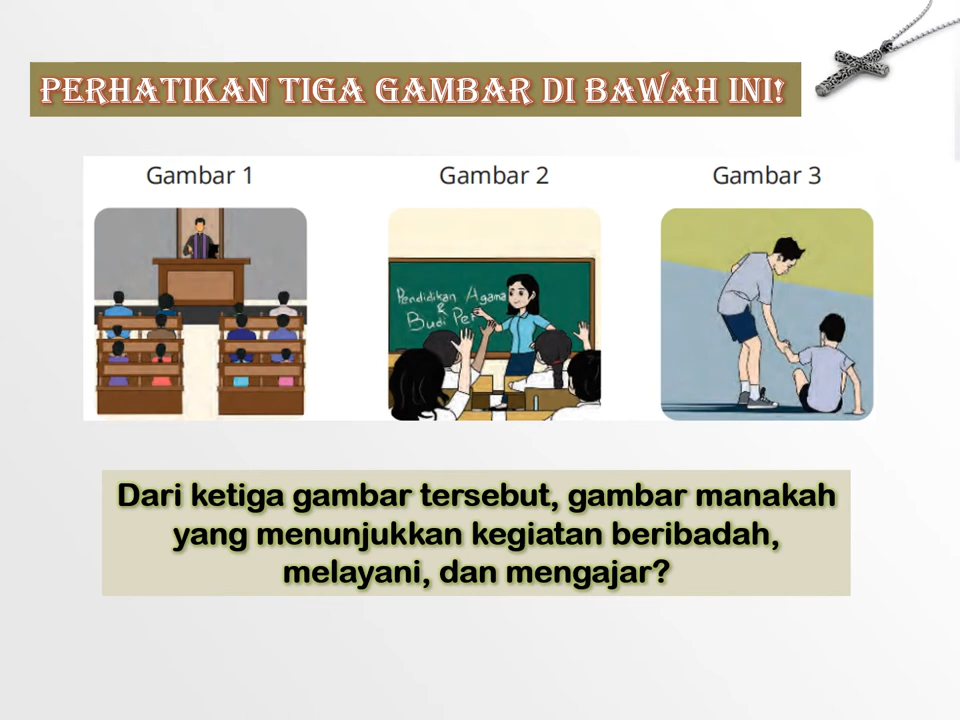 PERHATIKAN TIGA GAMBAR DI BAWAH INI!
Gambar 1
Gambar 2
Gambar 3
Pendidikan Agama
&
Budi Pe
Dari ketiga gambar tersebut, gambar manakah
yang menunjukkan kegiatan beribadah,
melayani, dan mengajar?